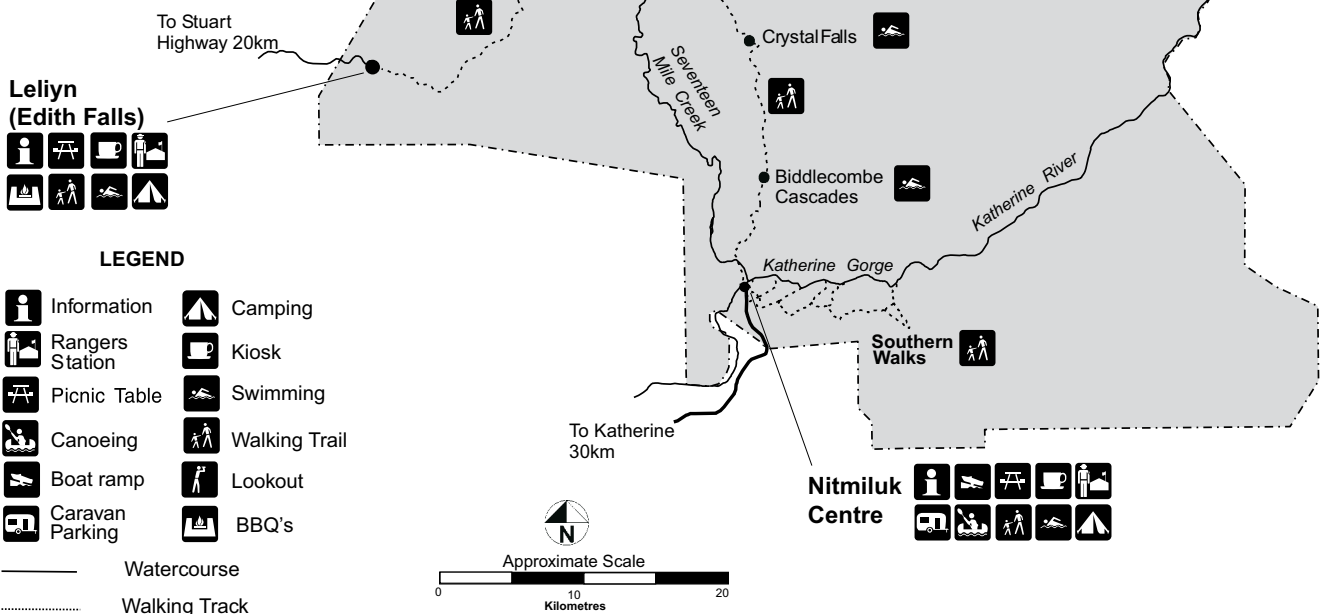 To Stuart
Highway 20km
Crystal Falls
Seventeen
Mile Creek
Leliyn
(Edith Falls)
Biddlecombe
Cascades
Katherine River
Katherine Gorge
LEGEND
Information
Camping
Rangers
Station
Kiosk
Picnic Table
Swimming
Canoeing
Walking Trail
Boat ramp
Lookout
Caravan
Parking
BBQ's
Watercourse
Walking Track
Southern
Walks
To Katherine
30km
Nitmiluk
Centre
N
Approximate Scale
0 10 20
Kilometres